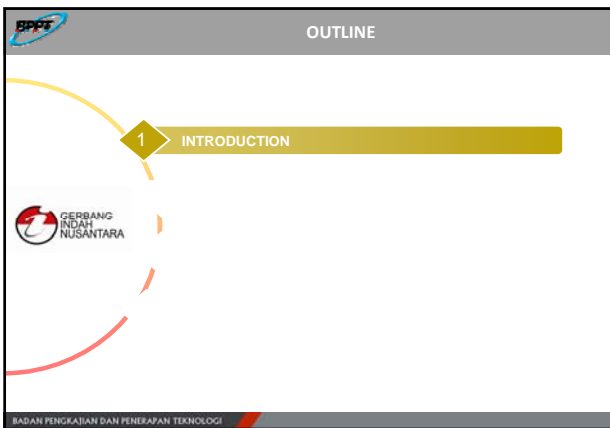 BPPT
OUTLINE
1
INTRODUCTION
GERBANG
INDAH
NUSANTARA
BADAN PENGKAJIAN DAN PENERAPAN TEKNOLOGI